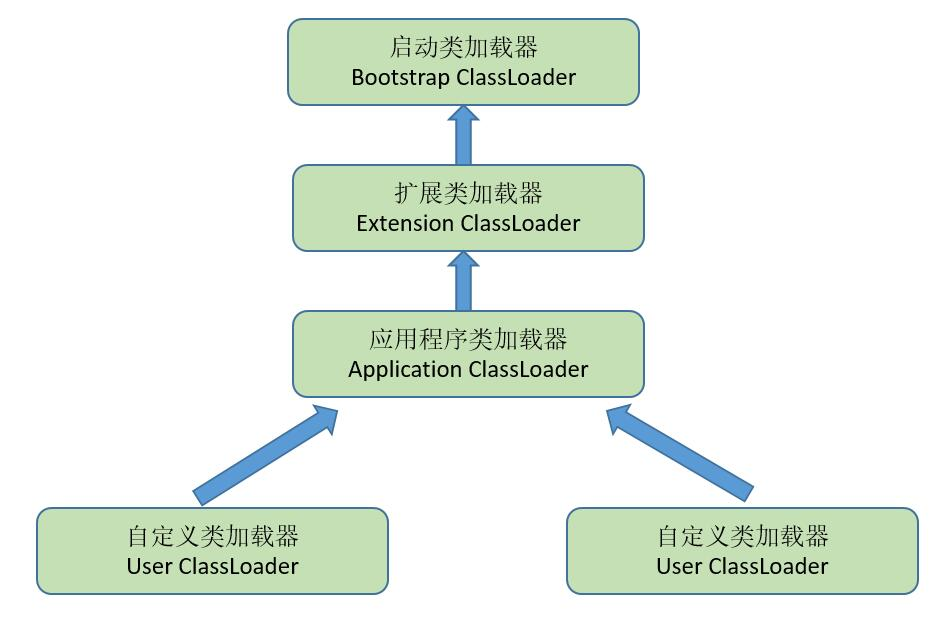 启动类加载器
Bootstrap ClassLoader
扩展类加载器
Extension ClassLoader
应用程序类加载器
Application ClassLoader
自定义类加载器
User ClassLoader
自定义类加载器
User ClassLoader